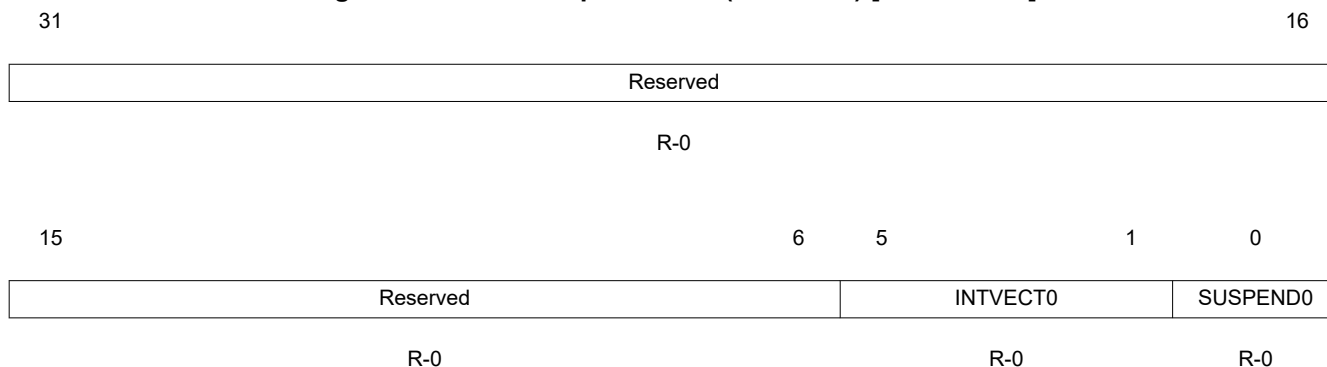 31 16
Reserved
R-0
15 6 5 1 0
Reserved INTVECT0 SUSPEND0
R-0 R-0 R-0